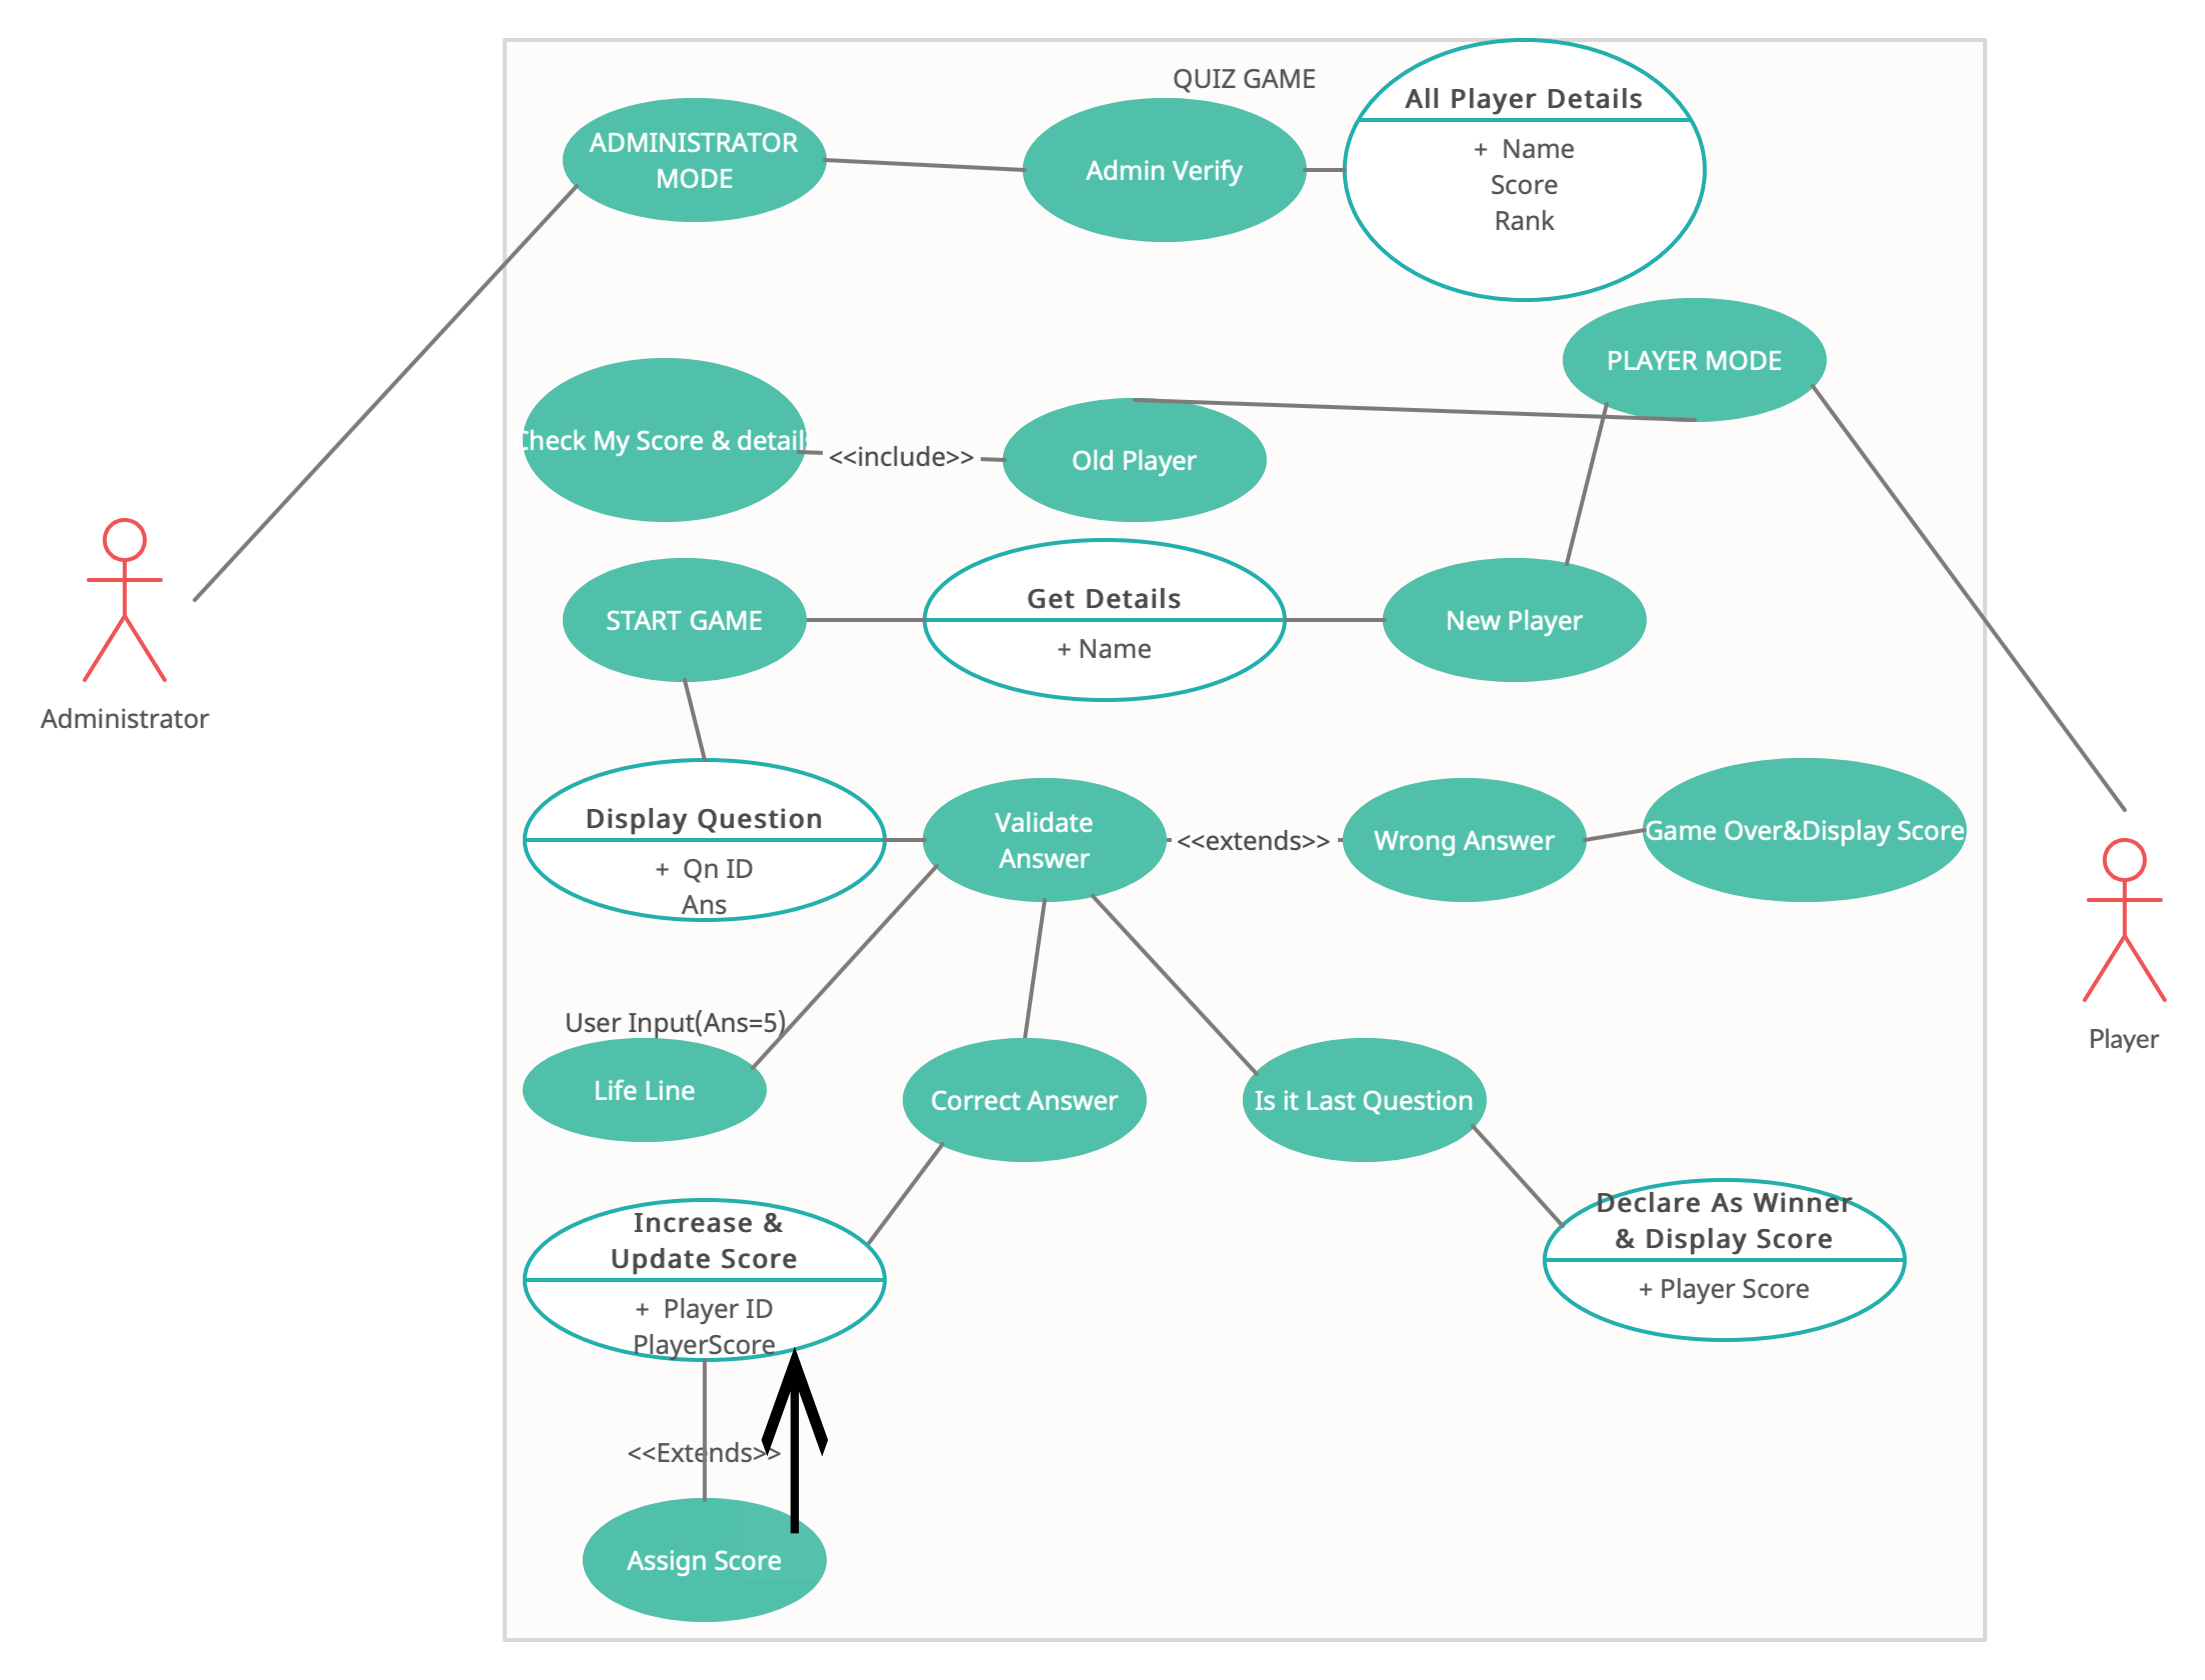 QUIZ GAME
ADMINISTRATOR
MODE
Admin Verify
All Player Details
+ Name
Score
Rank
PLAYER MODE
Check My Score & details
<<include>>
Old Player
START GAME
Get Details
+ Name
New Player
Administrator
Display Question
+ Qn ID
Ans
Validate
Answer
<<extends>>
Wrong Answer
Game Over&Display Score
User Input(Ans=5)
Life Line
Correct Answer
Is it Last Question
Player
Increase &
Update Score
+ Player ID
PlayerScore
Declare As Winner
& Display Score
+ Player Score
<<Extends>>
Assign Score